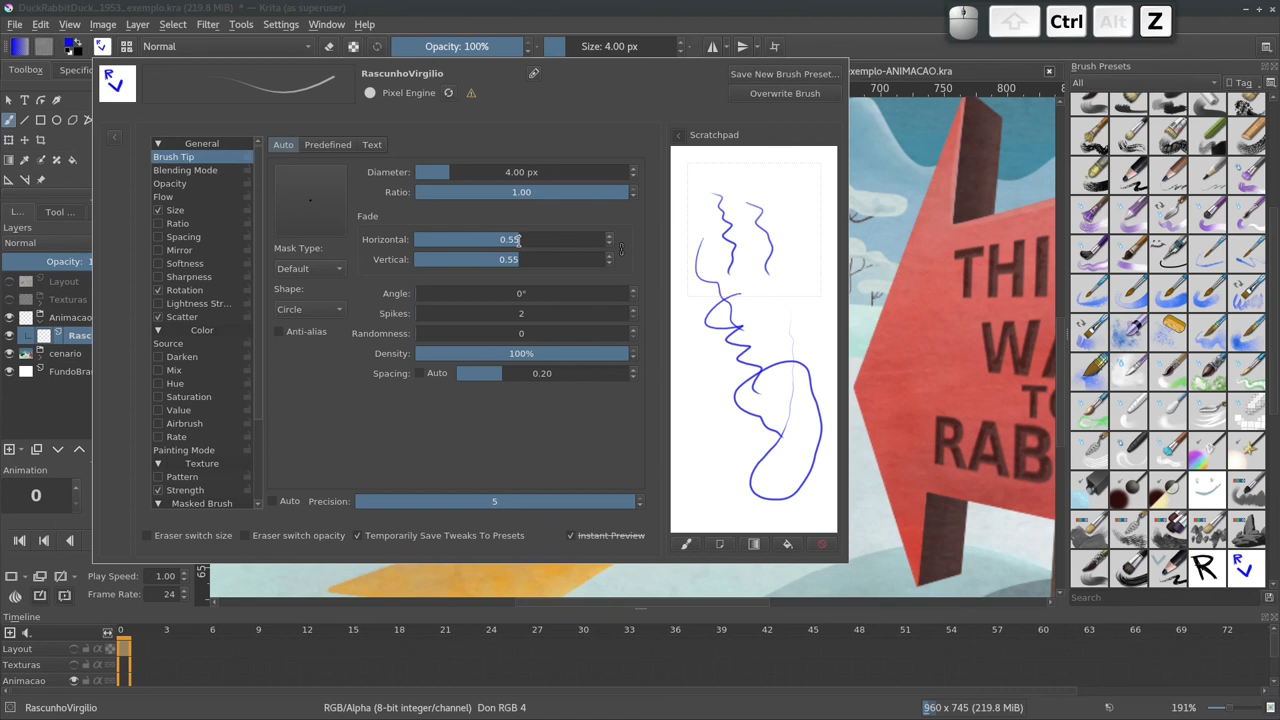 DuckRabbitDuck_1953_exemplo.kra (219.8 MiB) * — Krita (as superuser)
File Edit View Image Layer Select Filter Tools Settings Window Help
Ctrl Alt Z
Normal Opacity: 100% Size: 4.00 px
Toolbox Specific
RascunhoVirgilio
Pixel Engine
Save New Brush Preset...
Overwrite Brush
exemplo-ANIMACAO.kra
700 750 800
Brush Presets
All Tag
General
Brush Tip
Blending Mode
Opacity
Flow
Size
Ratio
Spacing
Mirror
Softness
Sharpness
Rotation
Lightness Str...
Scatter
Color
Source
Darken
Mix
Hue
Saturation
Value
Airbrush
Rate
Painting Mode
Texture
Pattern
Strength
Masked Brush
Auto Predefined Text
Diameter: 4.00 px
Ratio: 1.00
Fade
Horizontal: 0.55
Vertical: 0.55
Mask Type:
Default
Shape:
Circle
Anti-alias
Angle: 0°
Spikes: 2
Randomness: 0
Density: 100%
Spacing: Auto 0.20
Auto Precision: 5
Eraser switch size Eraser switch opacity Temporarily Save Tweaks To Presets Instant Preview
Scratchpad
L... Tool ...
Layers
Normal
Opacity: 1
Layout
Texturas
Animacao
Rasc
cenario
FundoBran
Animation
0
Play Speed: 1.00
Frame Rate: 24
THI
WA
TO
RAB
R
Search
65
Timeline
0 3 6 9 12 15 18 21 24 27 30 33 36 39 42 45 48 51 54 57 60 63 66 69 72
Layout
Texturas
Animacao
RascunhoVirgilio RGB/Alpha (8-bit integer/channel) Don RGB 4 960 x 745 (219.8 MiB) 191%